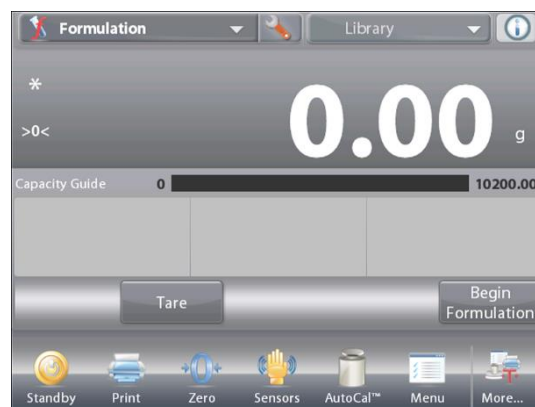 Formulation
Library
*
>0<
0.00 g
Capacity Guide 0 10200.00
Tare
Begin
Formulation
Standby Print Zero Sensors AutoCal™ Menu More...